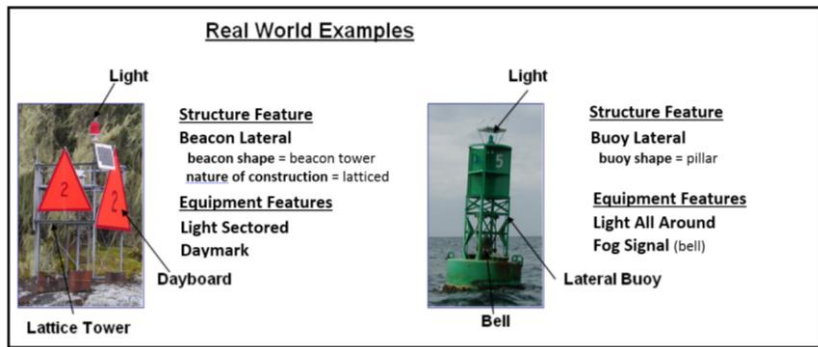 Real World Examples
Light
Structure Feature
Beacon Lateral
beacon shape = beacon tower
nature of construction = latticed
Equipment Features
Light Sectored
Daymark
Dayboard
Lattice Tower
2
2
Light
Structure Feature
Buoy Lateral
buoy shape = pillar
Equipment Features
Light All Around
Fog Signal (bell)
Lateral Buoy
Bell
5